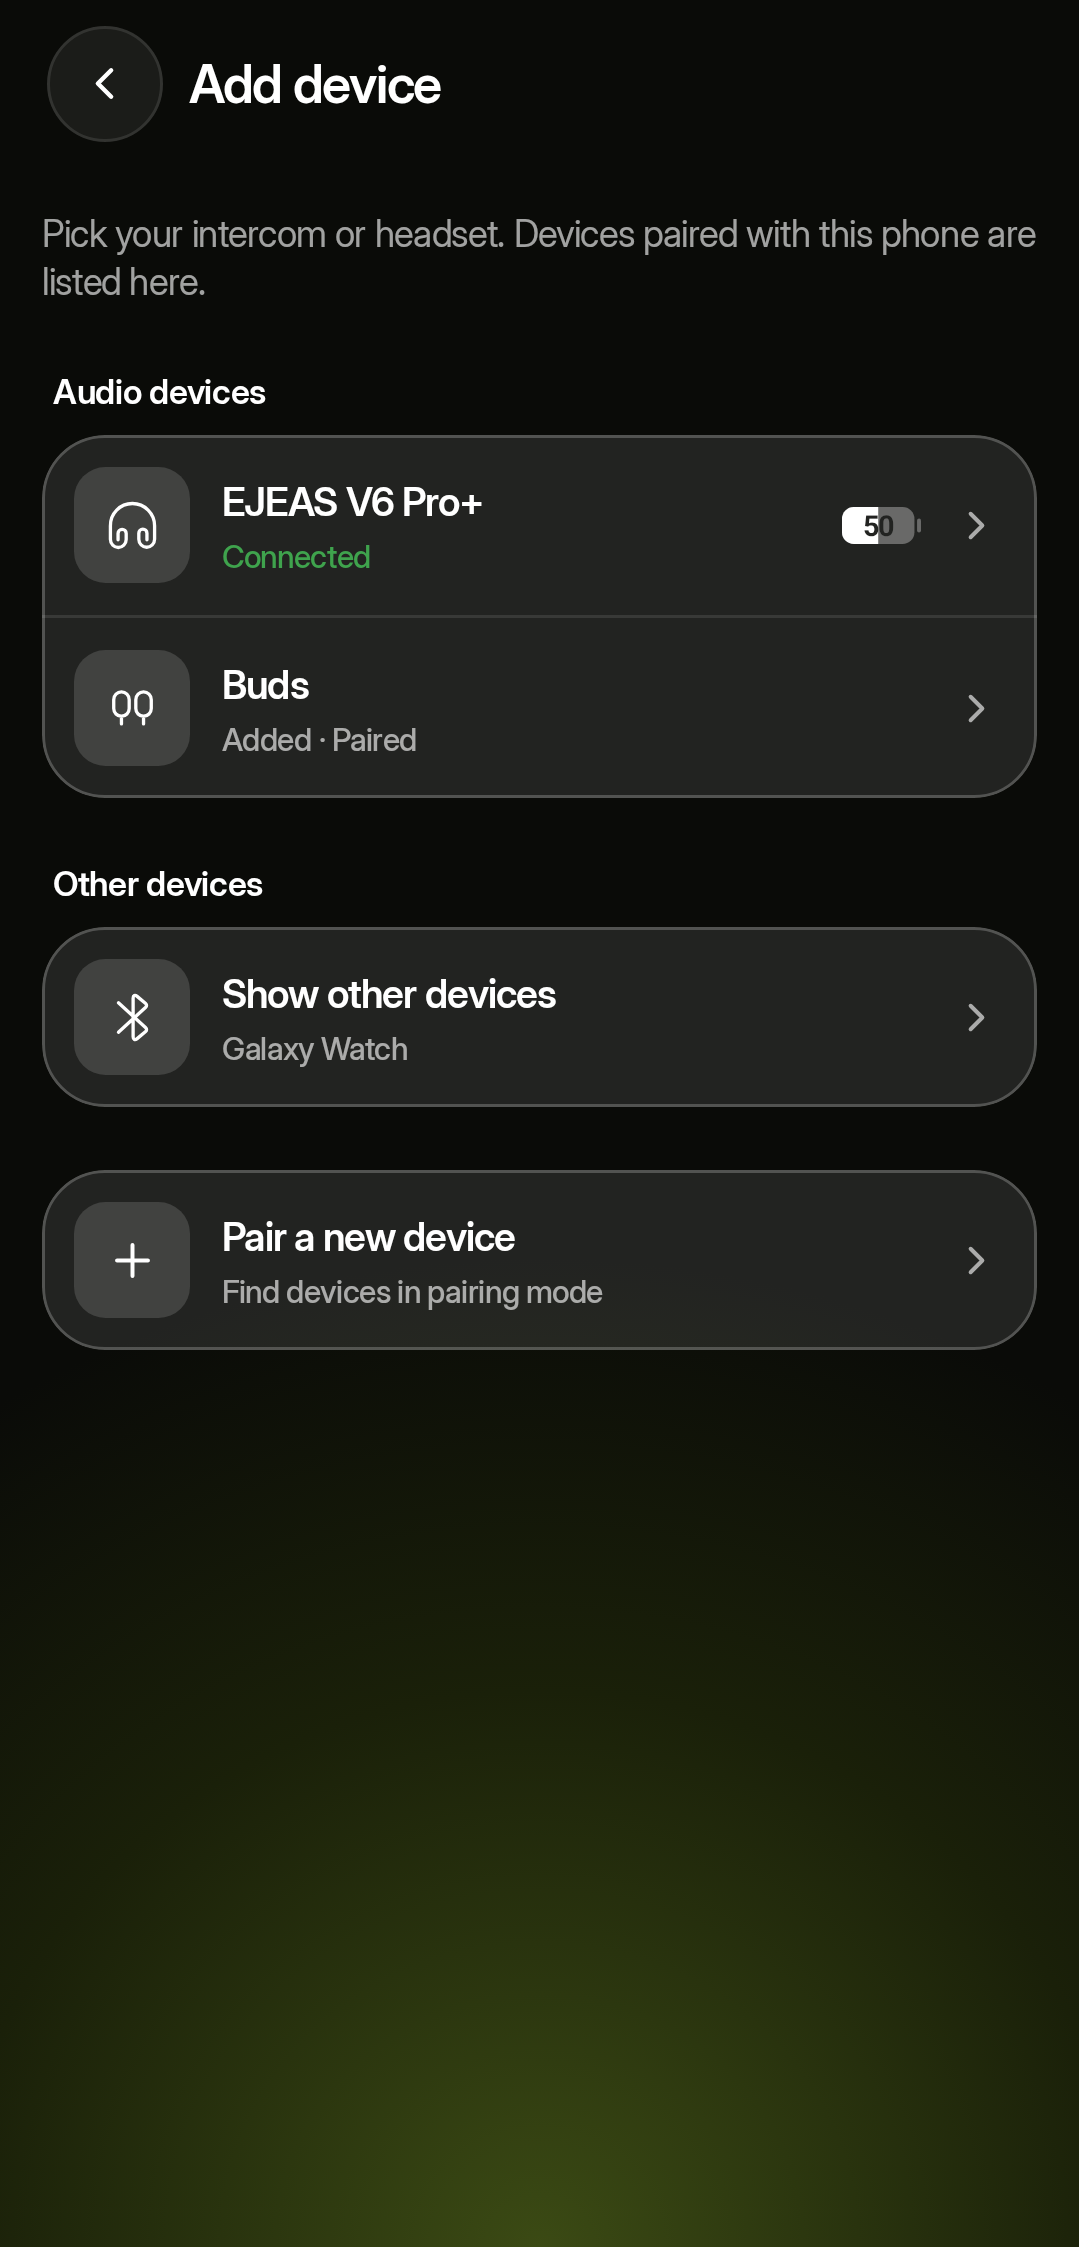 Add device
Pick your intercom or headset. Devices paired with this phone are
listed here.
Audio devices
EJEAS V6 Pro+
Connected
50
Buds
Added · Paired
Other devices
Show other devices
Galaxy Watch
Pair a new device
Find devices in pairing mode